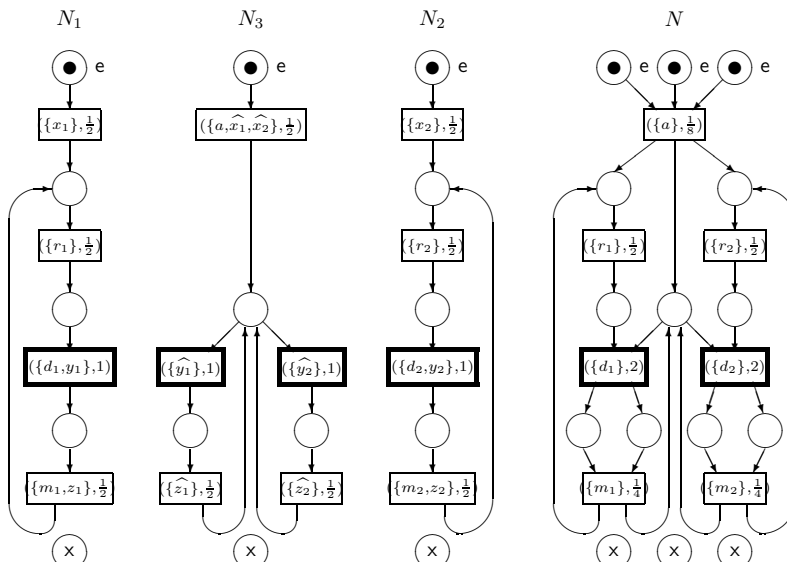 N₁ N₃ N₂ N
e e e e e e
({x₁},½) ({a,x̂₁,x̂₂},½) ({x₂},½) ({a},⅛)
({r₁},½) ({r₂},½) ({r₁},½) ({r₂},½)
({d₁,y₁},1) ({ŷ₁},1) ({ŷ₂},1) ({d₂,y₂},1) ({d₁},2) ({d₂},2)
({m₁,z₁},½) ({ẑ₁},½) ({ẑ₂},½) ({m₂,z₂},½) ({m₁},¼) ({m₂},¼)
x x x x x x